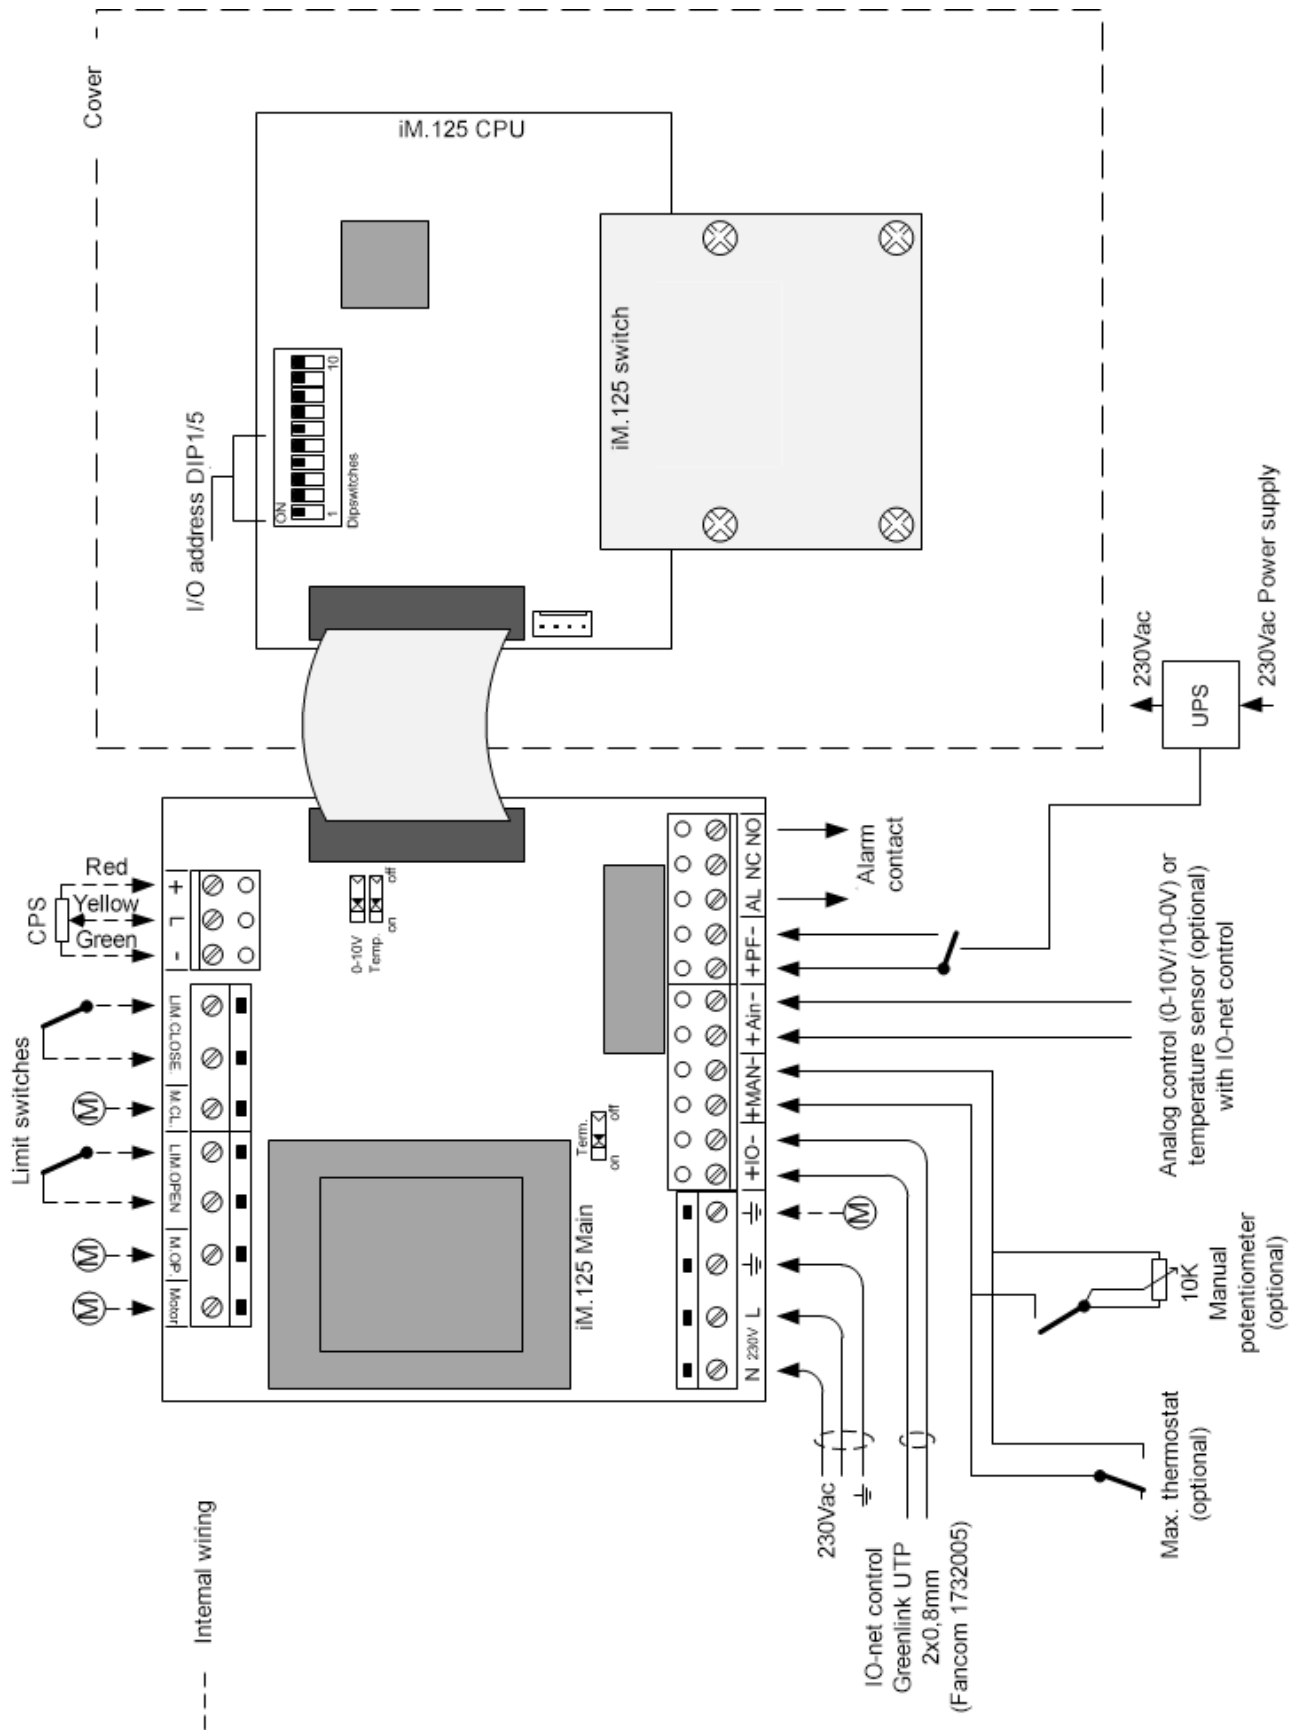 Cover
iM.125 CPU
I/O address DIP1/5
ON
1
10
Dipswitches
iM.125 switch
CPS
Red
Yellow
Green
+
L
-
Limit switches
LIM.CLOSE.
M.CL.
LIM.OPEN
M.OP.
Motor
M
M
M
0-10V
Temp.
on
off
Term.
on
off
iM.125 Main
N 230V L
+IO-
+MAN-
+Ain-
+PF-
AL NC NO
M
Alarm
contact
UPS
230Vac
230Vac Power supply
Analog control (0-10V/10-0V) or
temperature sensor (optional)
with IO-net control
10K
Manual
potentiometer
(optional)
Max. thermostat
(optional)
230Vac
IO-net control
Greenlink UTP
2x0,8mm
(Fancom 1732005)
Internal wiring